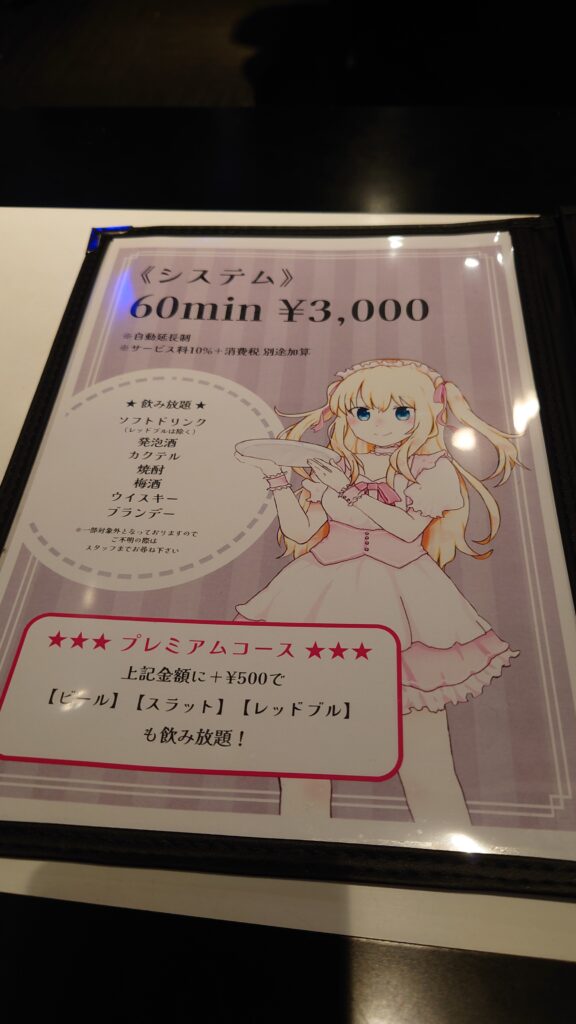 《システム》
60min ¥3,000
※自動延長制
※サービス料10%+消費税 別途加算
★ 飲み放題 ★
ソフトドリンク
(レッドブルは除く)
発泡酒
カクテル
焼酎
梅酒
ウイスキー
ブランデー
※一部対象外となっておりますので
ご不明の際は
スタッフまでお尋ね下さい
★★★ プレミアムコース ★★★
上記金額に+¥500で
【ビール】【スラット】【レッドブル】
も飲み放題！